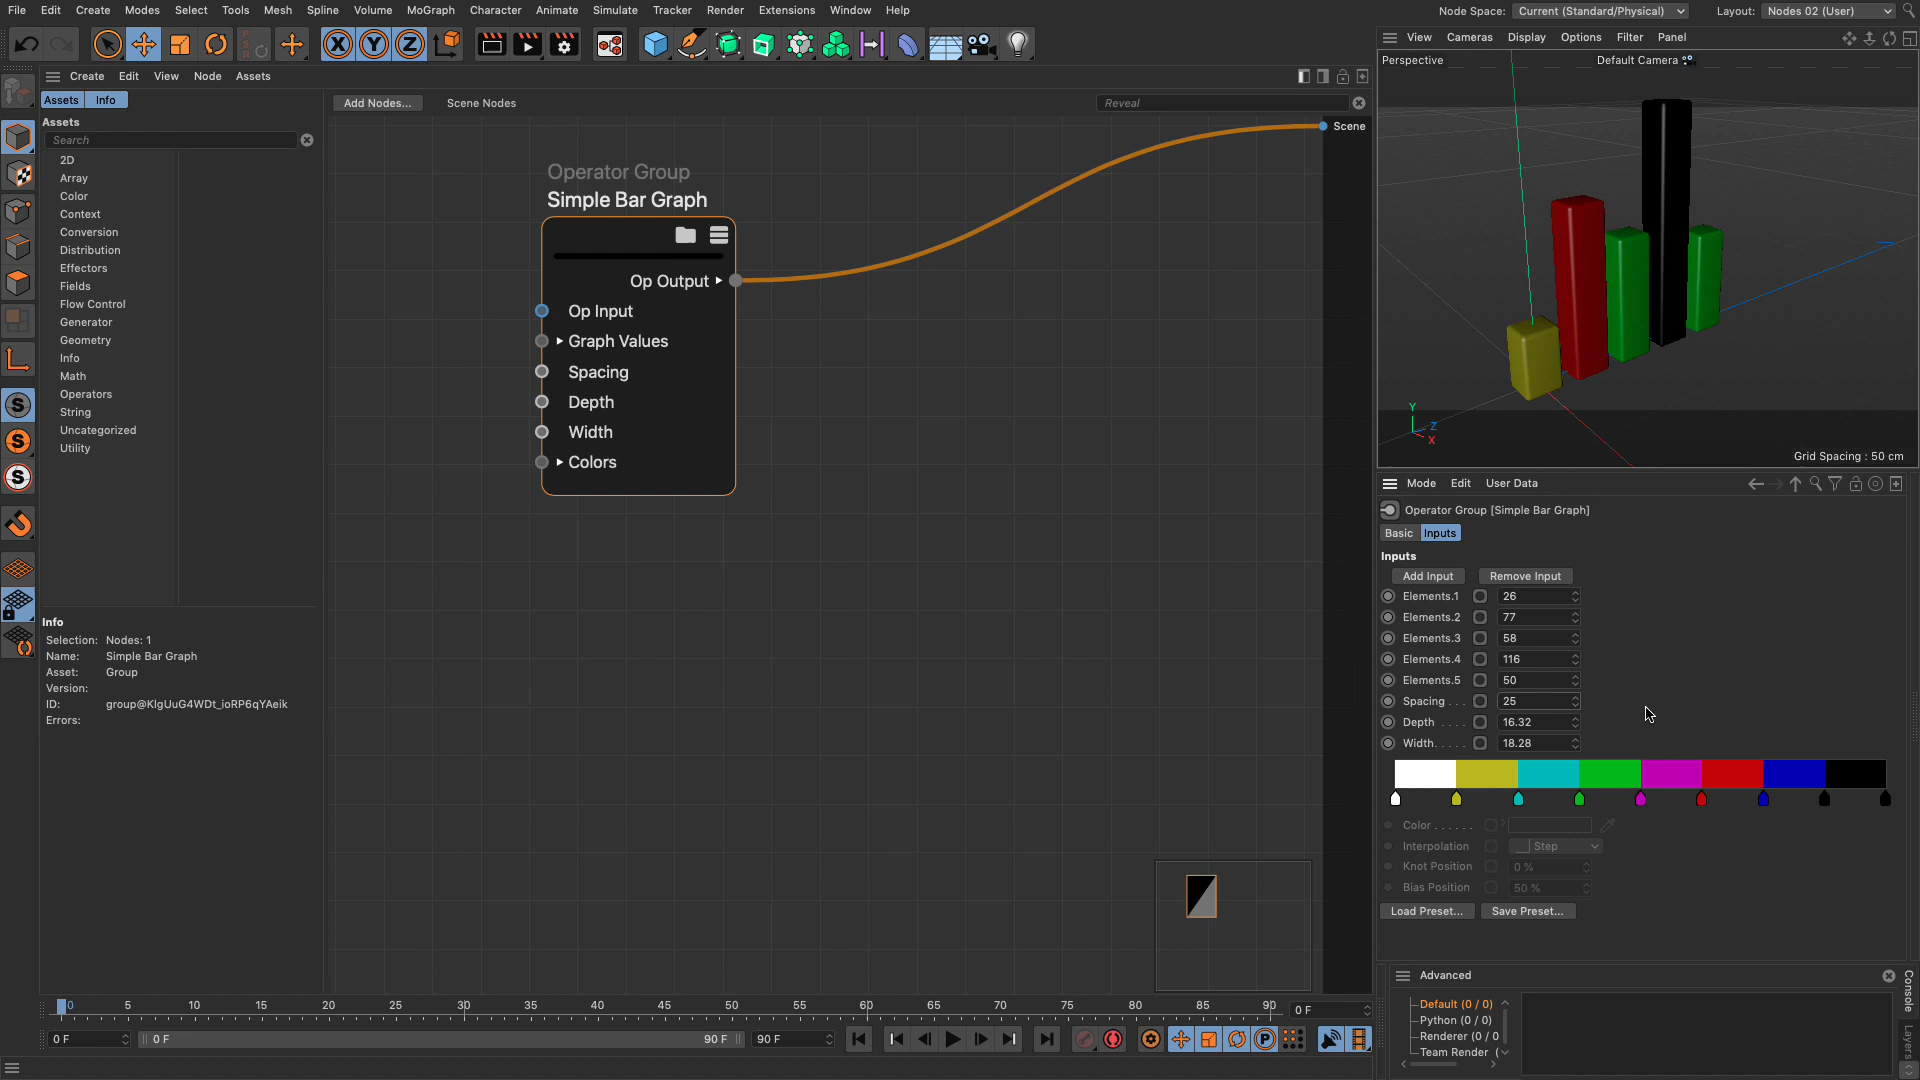 File Edit Create Modes Select Tools Mesh Spline Volume MoGraph Character Animate Simulate Tracker Render Extensions Window Help
Node Space: Current (Standard/Physical) Layout: Nodes 02 (User)
X Y Z
Create Edit View Node Assets
Assets Info
Assets
Search
2D
Array
Color
Context
Conversion
Distribution
Effectors
Fields
Flow Control
Generator
Geometry
Info
Math
Operators
String
Uncategorized
Utility
Info
Selection: Nodes: 1
Name: Simple Bar Graph
Asset: Group
Version:
ID: group@KlgUuG4WDt_ioRP6qYAeik
Errors:
Add Nodes... Scene Nodes Reveal
Scene
Operator Group
Simple Bar Graph
Op Output
Op Input
Graph Values
Spacing
Depth
Width
Colors
View Cameras Display Options Filter Panel
Perspective Default Camera
Y
Z
X
Grid Spacing : 50 cm
Mode Edit User Data
Operator Group [Simple Bar Graph]
Basic Inputs
Inputs
Add Input Remove Input
Elements.1 26
Elements.2 77
Elements.3 58
Elements.4 116
Elements.5 50
Spacing . . . 25
Depth . . . . 16.32
Width. . . . . 18.28
Color . . . . . .
Interpolation Step
Knot Position 0 %
Bias Position 50 %
Load Preset... Save Preset...
Advanced
Default (0 / 0)
Python (0 / 0)
Renderer (0 / 0
Team Render (
Console
Layers
0 5 10 15 20 25 30 35 40 45 50 55 60 65 70 75 80 85 90 0 F
0 F 0 F 90 F 90 F
P
S
S
S